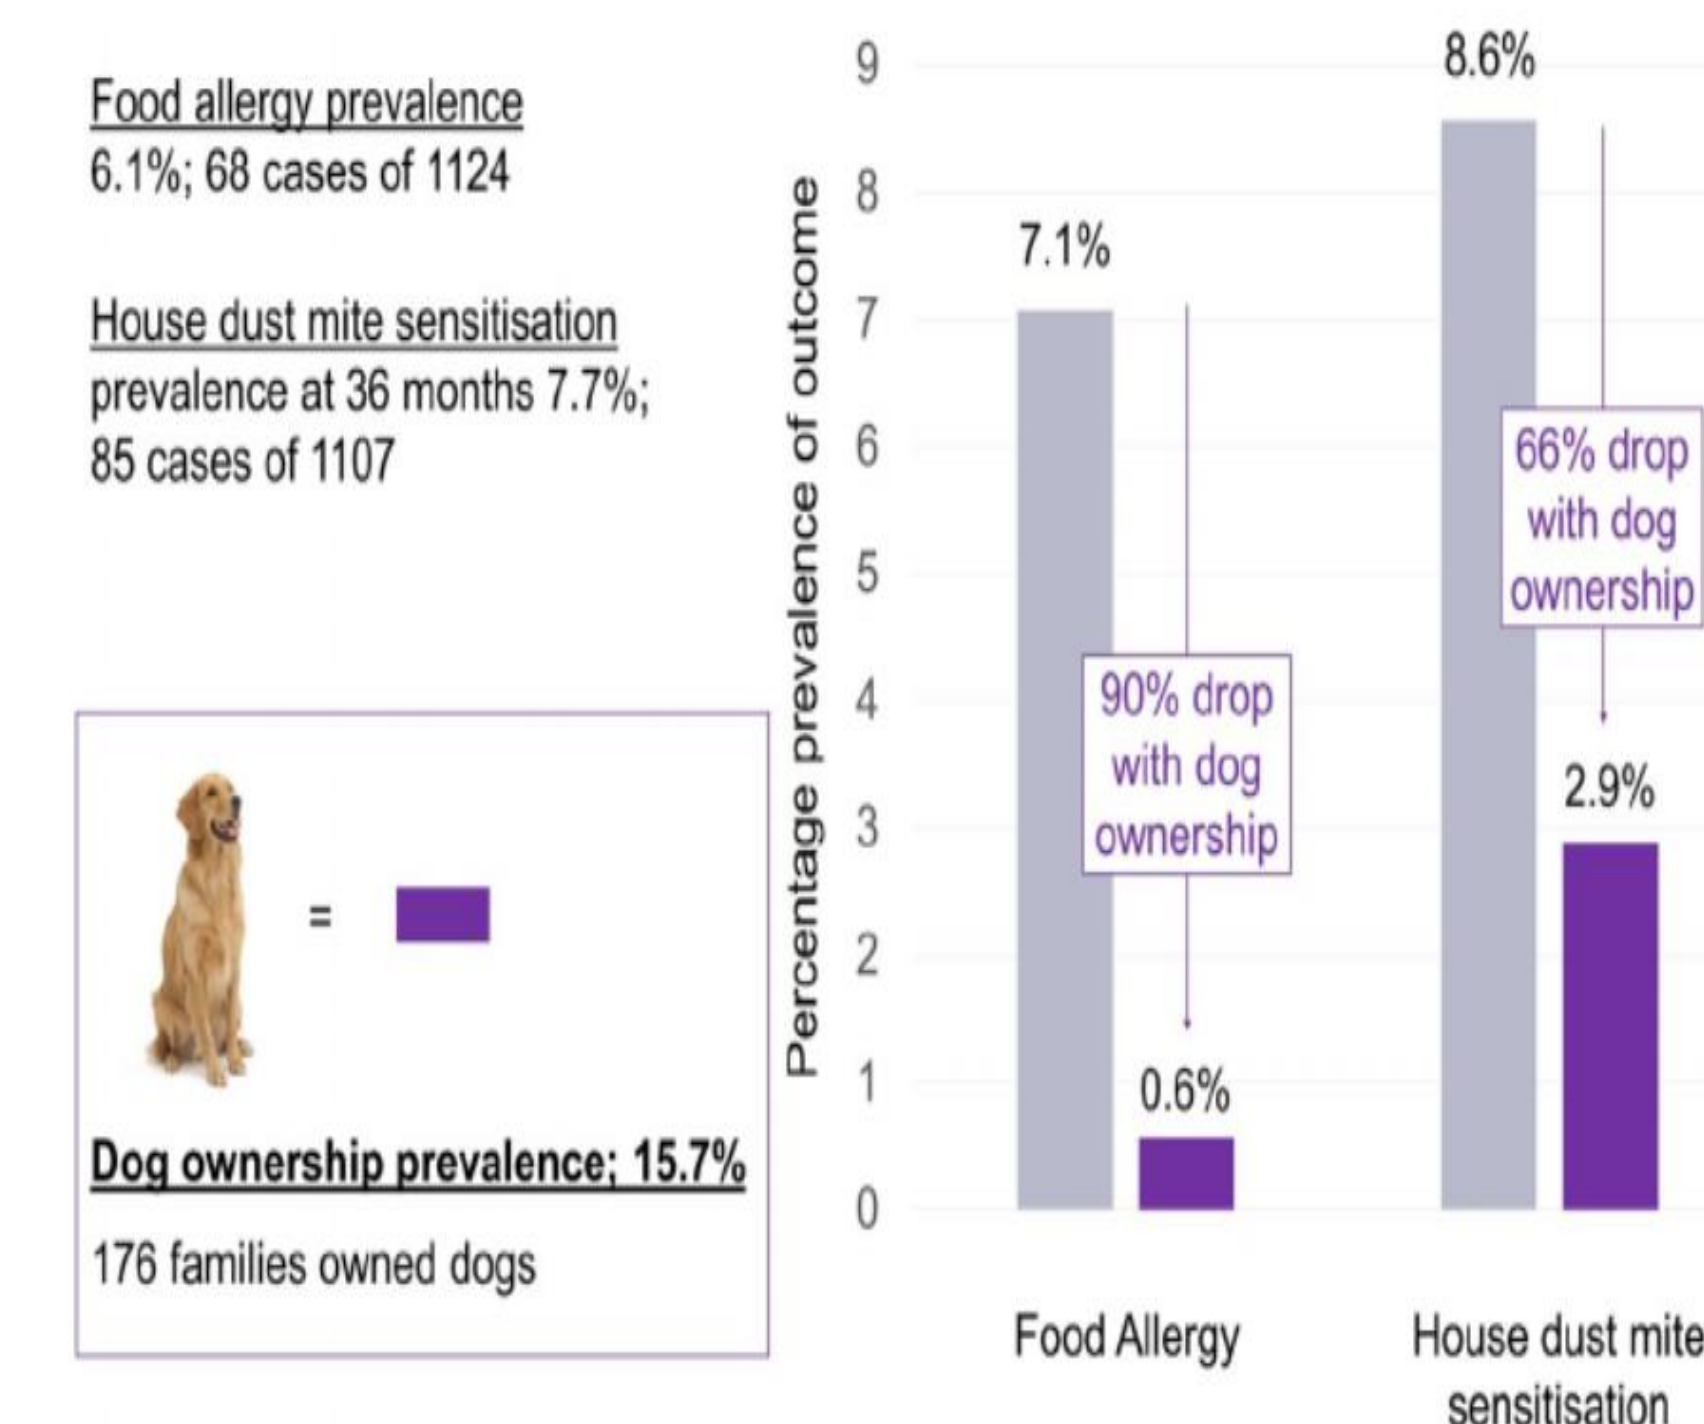 Food allergy prevalence
6.1%; 68 cases of 1124
House dust mite sensitisation
prevalence at 36 months 7.7%;
85 cases of 1107
=
Dog ownership prevalence; 15.7%
176 families owned dogs
Percentage prevalence of outcome
9
8
7
6
5
4
3
2
1
0
7.1%
90% drop
with dog
ownership
0.6%
8.6%
66% drop
with dog
ownership
2.9%
Food Allergy
House dust mite
sensitisation